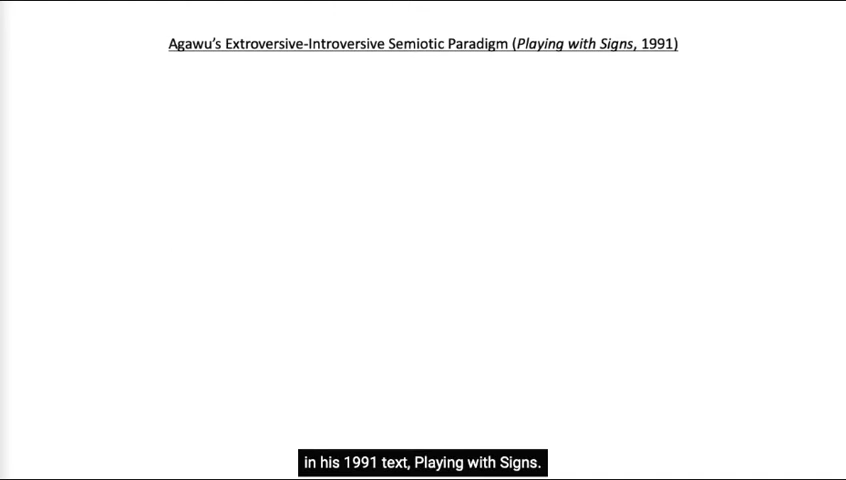 Agawu's Extroversive-Introversive Semiotic Paradigm (Playing with Signs, 1991)
in his 1991 text, Playing with Signs.